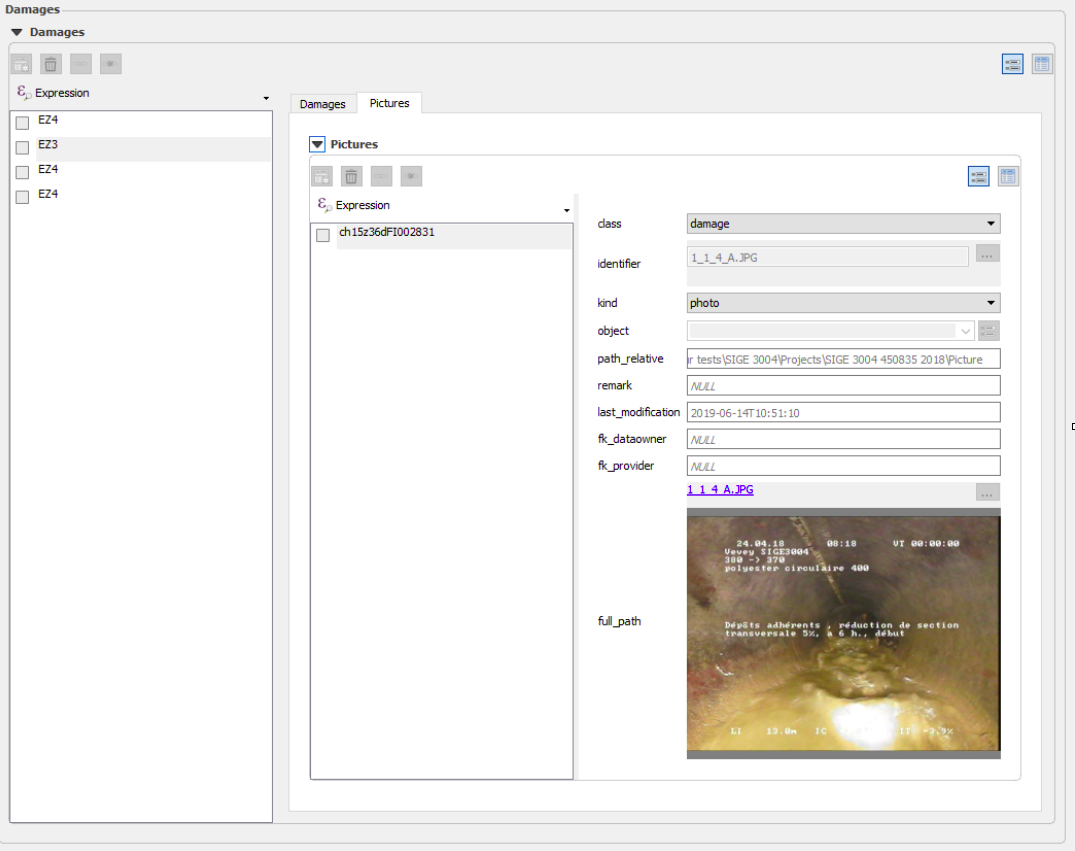 Damages
Damages
Expression
EZ4
EZ3
EZ4
EZ4
Damages
Pictures
Pictures
Expression
ch15z36dFI002831
class
damage
identifier
1_1_4_A.JPG
...
kind
photo
object
path_relative
r tests\SIGE 3004\Projects\SIGE 3004 450835 2018\Picture
remark
NULL
last_modification
2019-06-14T10:51:10
fk_dataowner
NULL
fk_provider
NULL
1_1_4_A.JPG
...
full_path
24.04.18 08:18 VT 00:00:00
Vevey SIGE3004
380 -> 370
polyester circulaire 400
Dépôts adhérents , réduction de section
transversale 5%, à 6 h., début
LI 13.0m IC